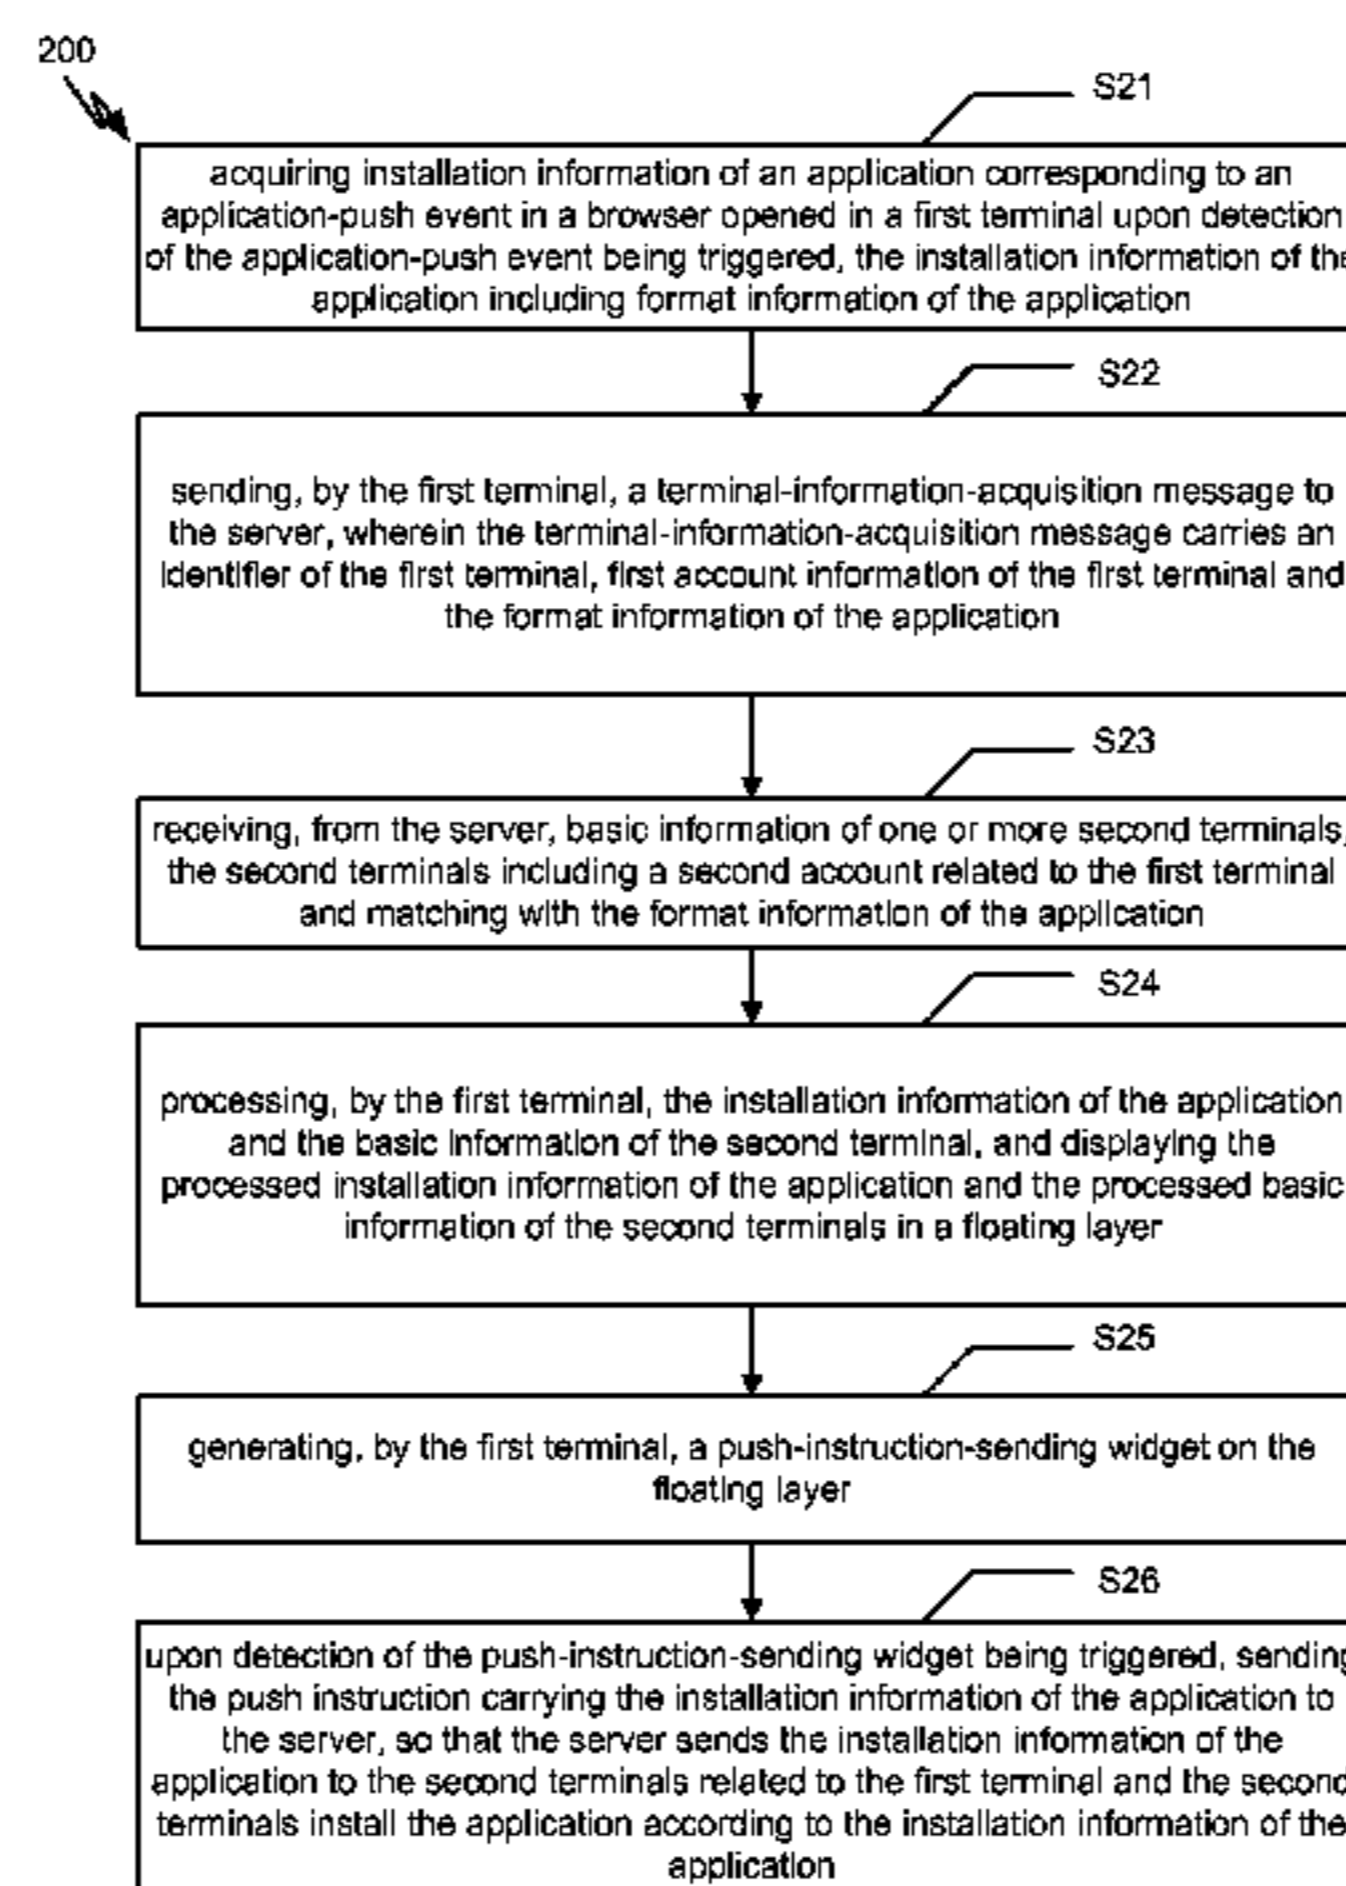 200
S21
acquiring installation information of an application corresponding to an
application-push event in a browser opened in a first terminal upon detection
of the application-push event being triggered, the installation information of the
application including format information of the application
S22
sending, by the first terminal, a terminal-information-acquisition message to
the server, wherein the terminal-information-acquisition message carries an
identifier of the first terminal, first account information of the first terminal and
the format information of the application
S23
receiving, from the server, basic information of one or more second terminals,
the second terminals including a second account related to the first terminal
and matching with the format information of the application
S24
processing, by the first terminal, the installation information of the application
and the basic information of the second terminal, and displaying the
processed installation information of the application and the processed basic
information of the second terminals in a floating layer
S25
generating, by the first terminal, a push-instruction-sending widget on the
floating layer
S26
upon detection of the push-instruction-sending widget being triggered, sending
the push instruction carrying the installation information of the application to
the server, so that the server sends the installation information of the
application to the second terminals related to the first terminal and the second
terminals install the application according to the installation information of the
application